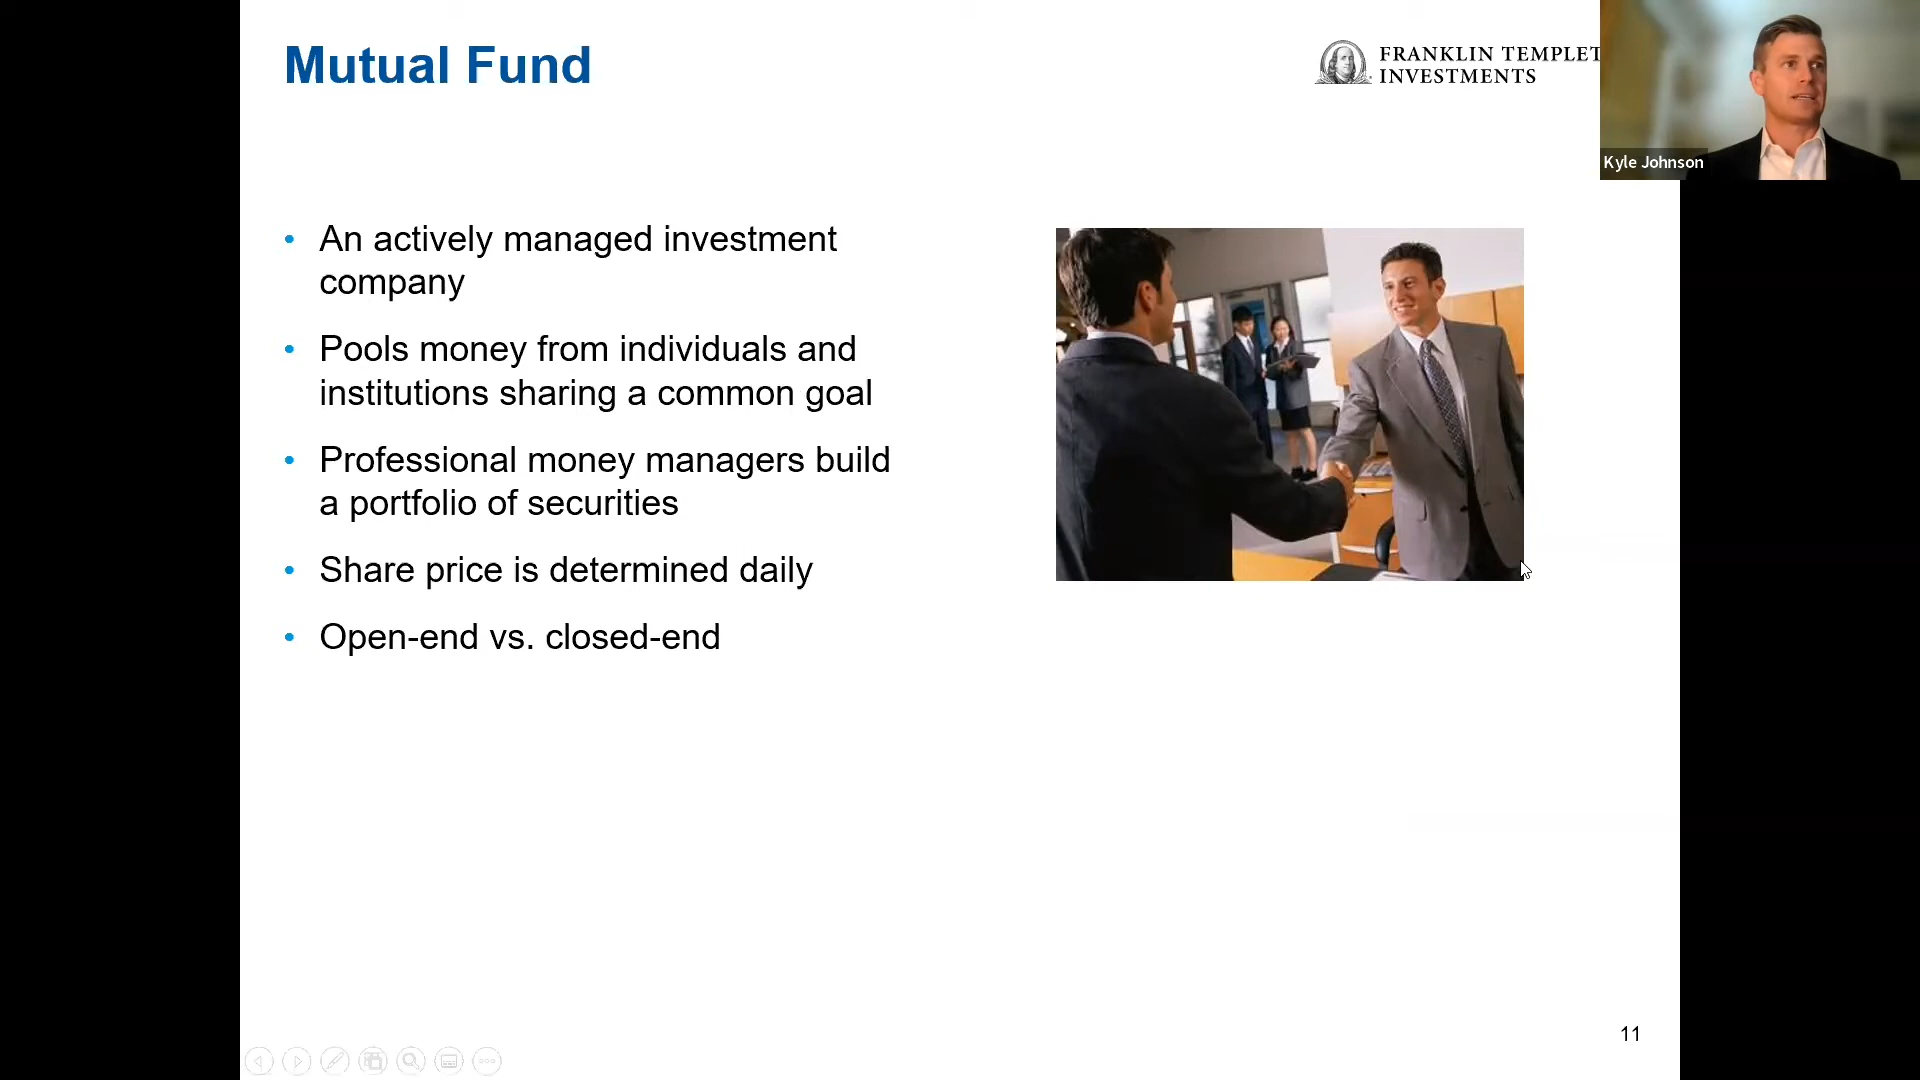 Mutual Fund
FRANKLIN TEMPLET
INVESTMENTS
Kyle Johnson
• An actively managed investment
company
• Pools money from individuals and
institutions sharing a common goal
• Professional money managers build
a portfolio of securities
• Share price is determined daily
• Open-end vs. closed-end
11